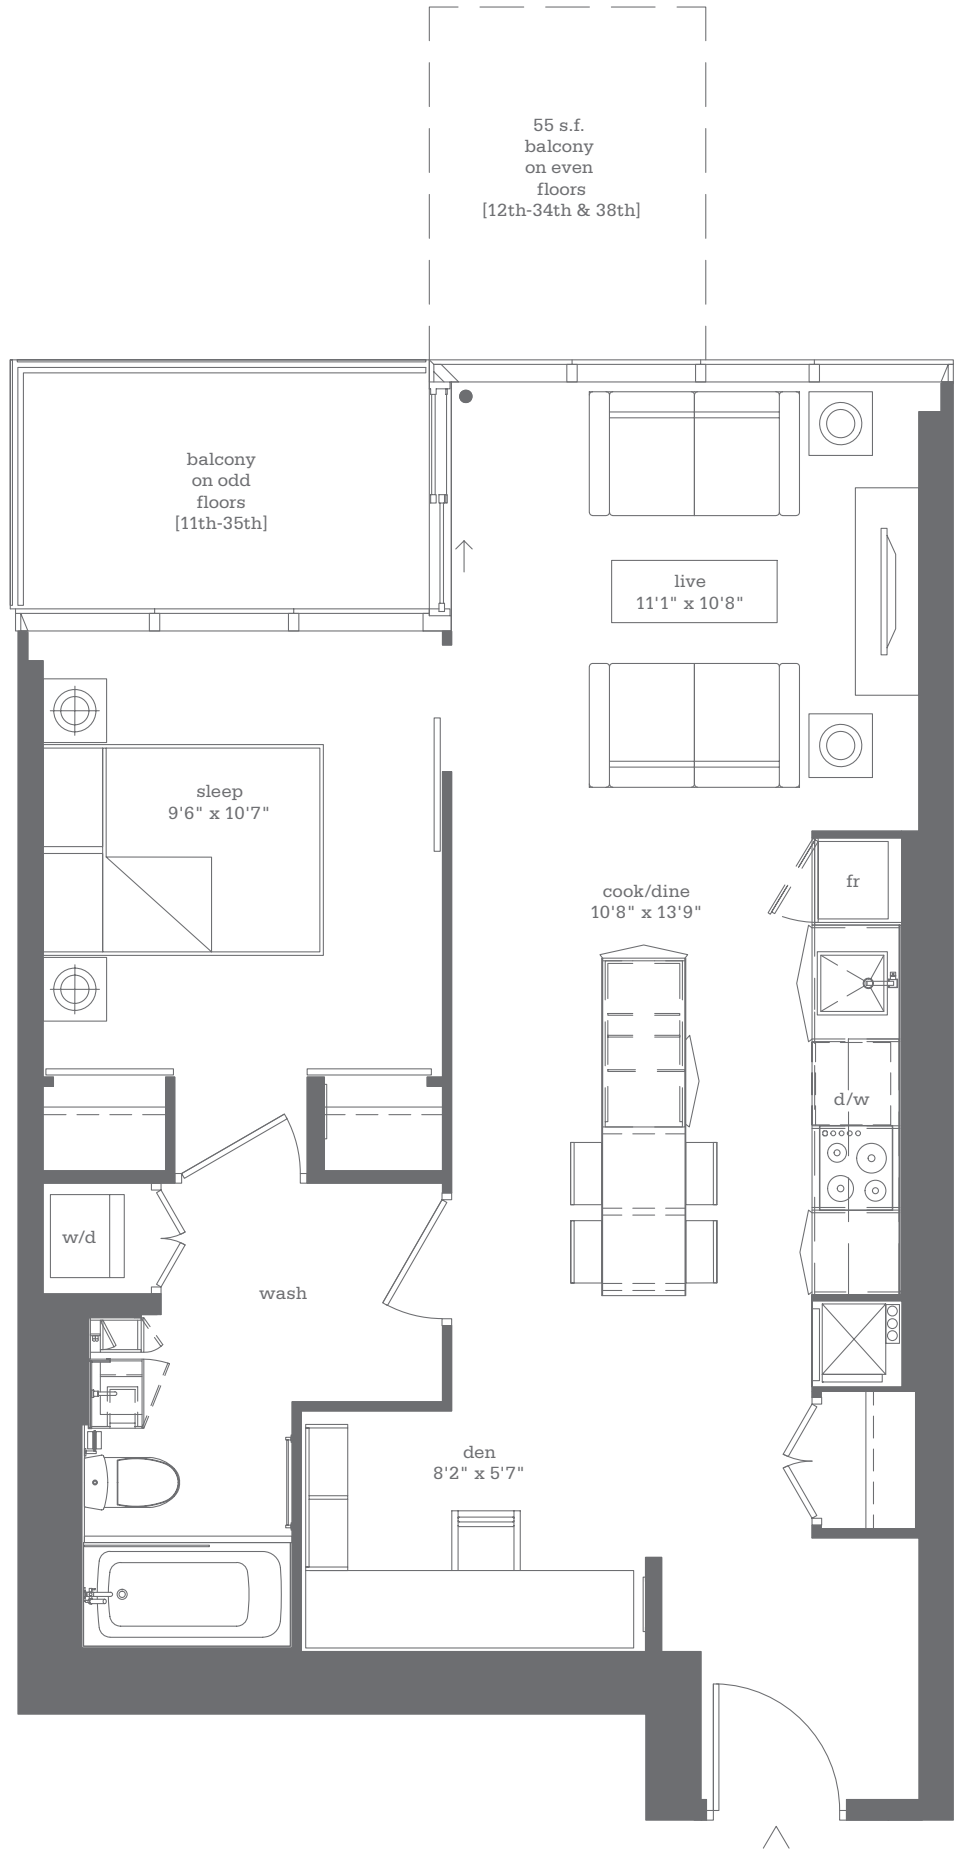 55 s.f.
balcony
on even
floors
[12th-34th & 38th]
balcony
on odd
floors
[11th-35th]
live
11'1" x 10'8"
sleep
9'6" x 10'7"
cook/dine
10'8" x 13'9"
fr
d/w
w/d
wash
den
8'2" x 5'7"